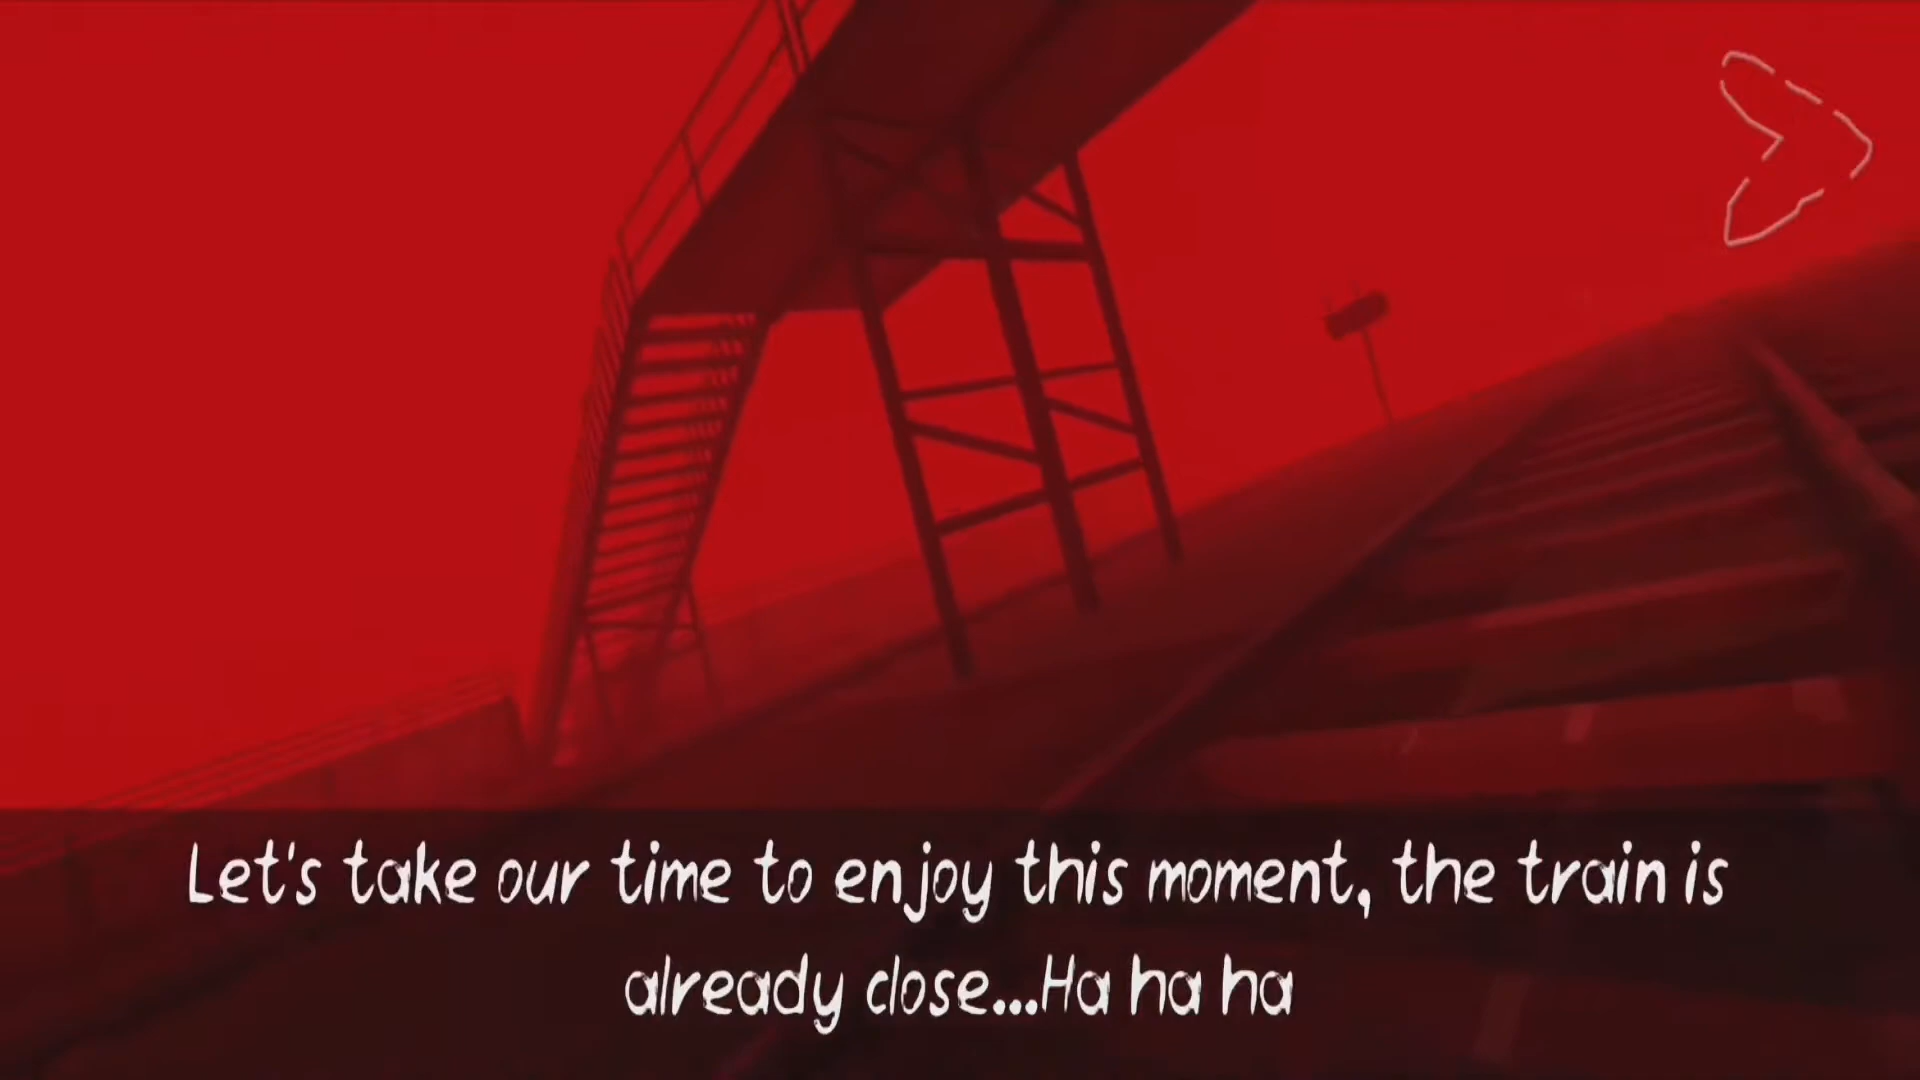 Let's take our time to enjoy this moment, the train is
already close...Ha ha ha